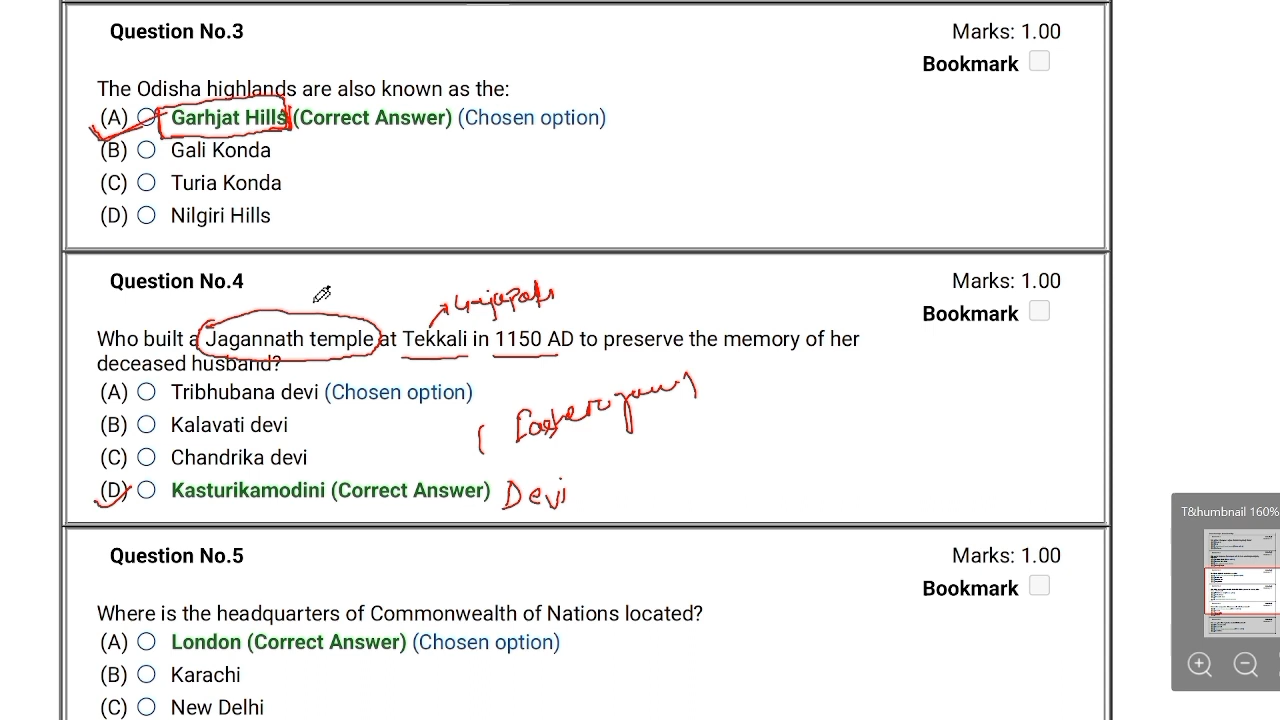 Question No.3 Marks: 1.00
Bookmark
The Odisha highlands are also known as the:
(A) Garhjat Hills (Correct Answer) (Chosen option)
(B) Gali Konda
(C) Turia Konda
(D) Nilgiri Hills
Question No.4 Marks: 1.00
Bookmark
Who built a Jagannath temple at Tekkali in 1150 AD to preserve the memory of her
deceased husband?
(A) Tribhubana devi (Chosen option)
(B) Kalavati devi
(C) Chandrika devi
(D) Kasturikamodini (Correct Answer) Devi
Question No.5 Marks: 1.00
Bookmark
Where is the headquarters of Commonwealth of Nations located?
(A) London (Correct Answer) (Chosen option)
(B) Karachi
(C) New Delhi
T&humbnail 160%